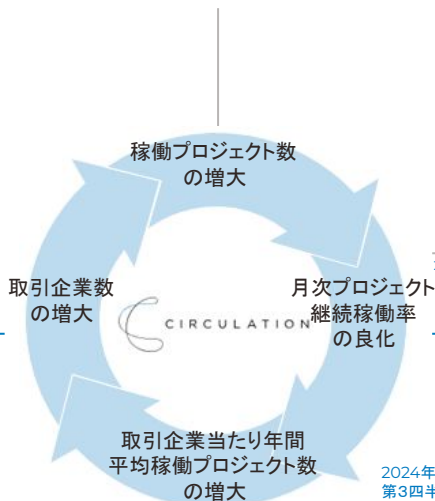 稼働プロジェクト数
の増大
取引企業数
の増大
CIRCULATION
月次プロジェクト
継続稼働率
の良化
取引企業当たり年間
平均稼働プロジェクト数
の増大
2024年
第3四半